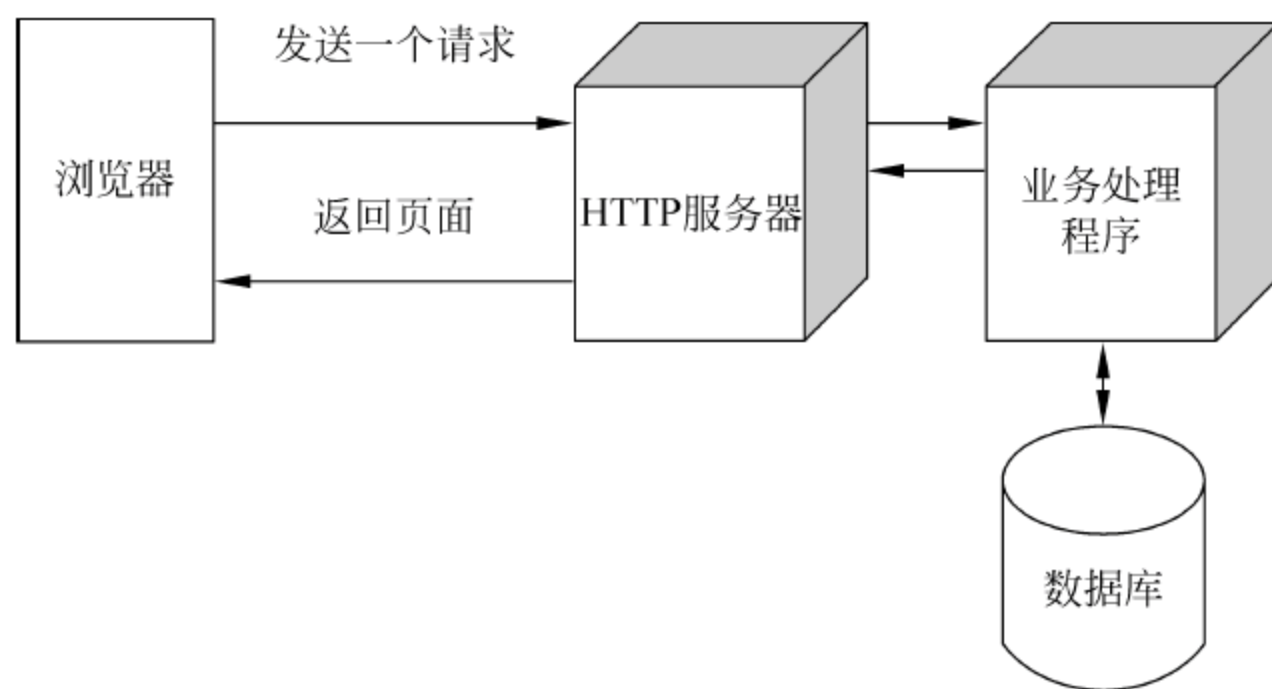 发送一个请求
浏览器
返回页面
HTTP服务器
业务处理
程序
数据库